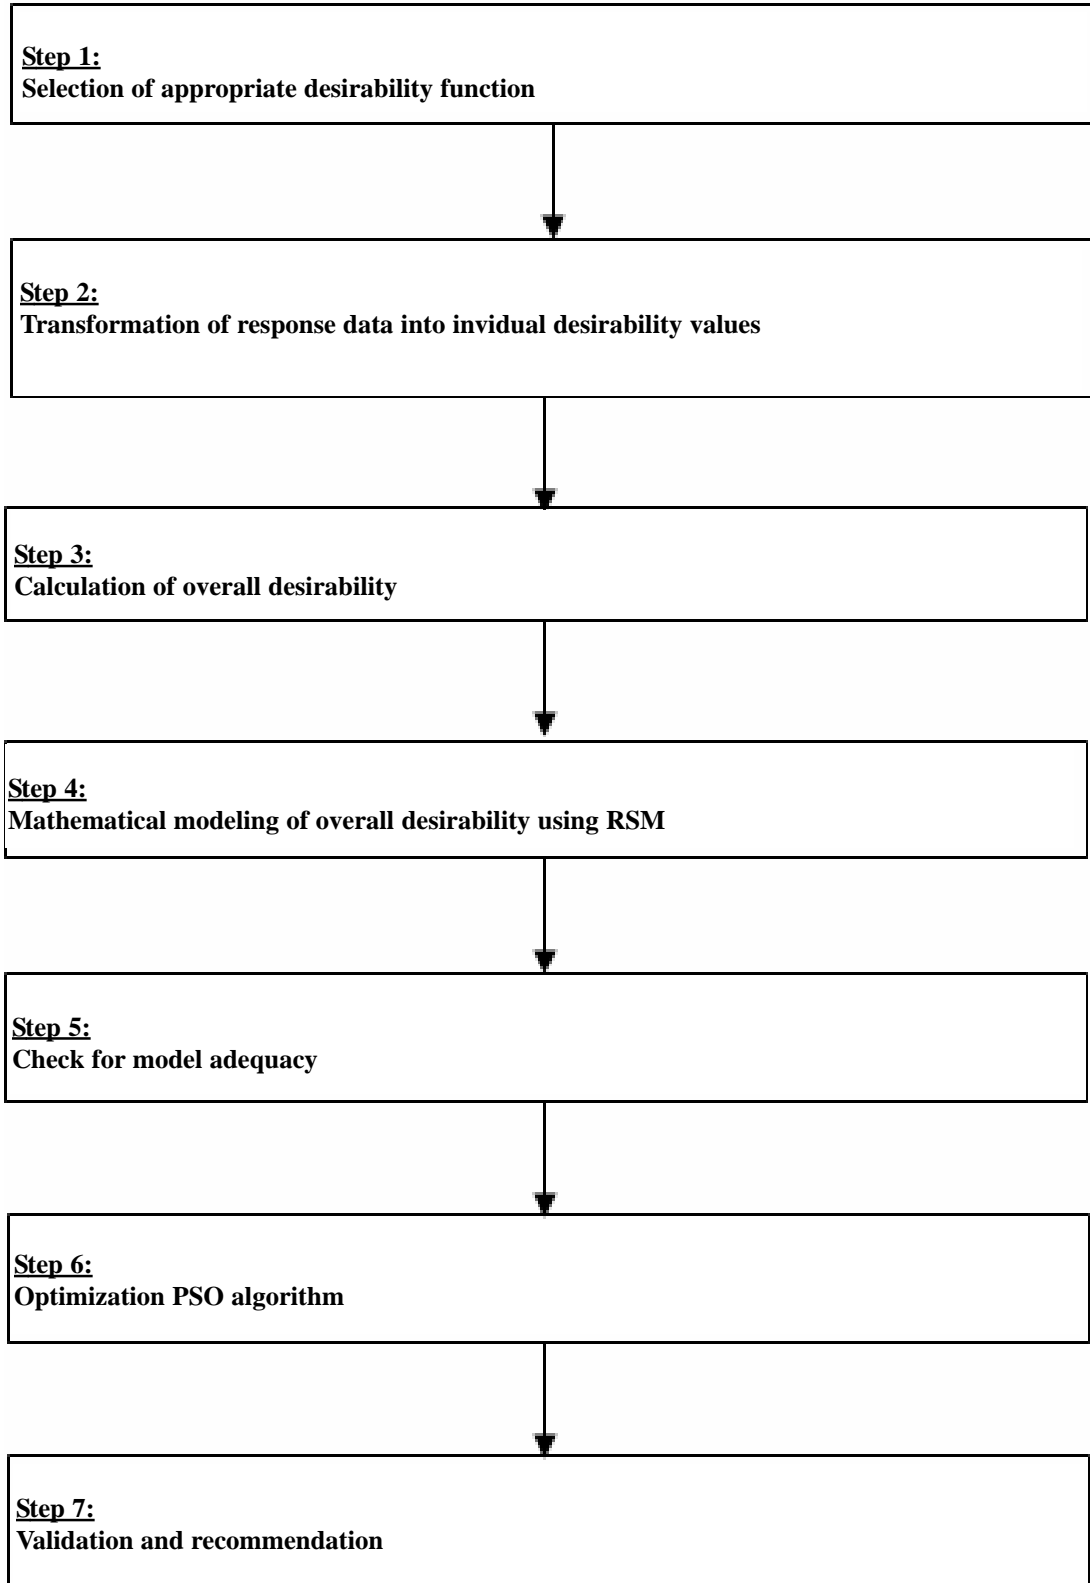 Step 1:
Selection of appropriate desirability function
Step 2:
Transformation of response data into invidual desirability values
Step 3:
Calculation of overall desirability
Step 4:
Mathematical modeling of overall desirability using RSM
Step 5:
Check for model adequacy
Step 6:
Optimization PSO algorithm
Step 7:
Validation and recommendation